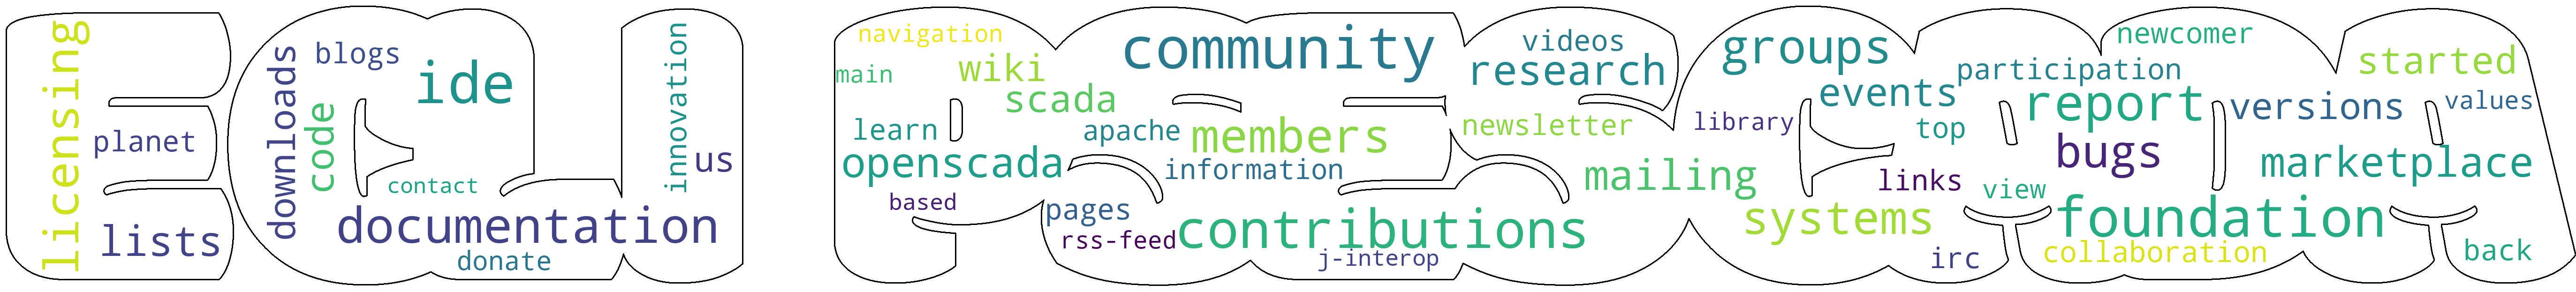 licensing
planet
lists
downloads
blogs
code
ide
contact
documentation
donate
innovation
us
navigation
main
wiki
scada
learn
openscada
based
community
apache
members
information
pages
rss-feed
contributions
j-interop
videos
research
newsletter
mailing
groups
events
library
links
systems
irc
top
view
newcomer
participation
report
bugs
foundation
collaboration
versions
started
values
marketplace
back